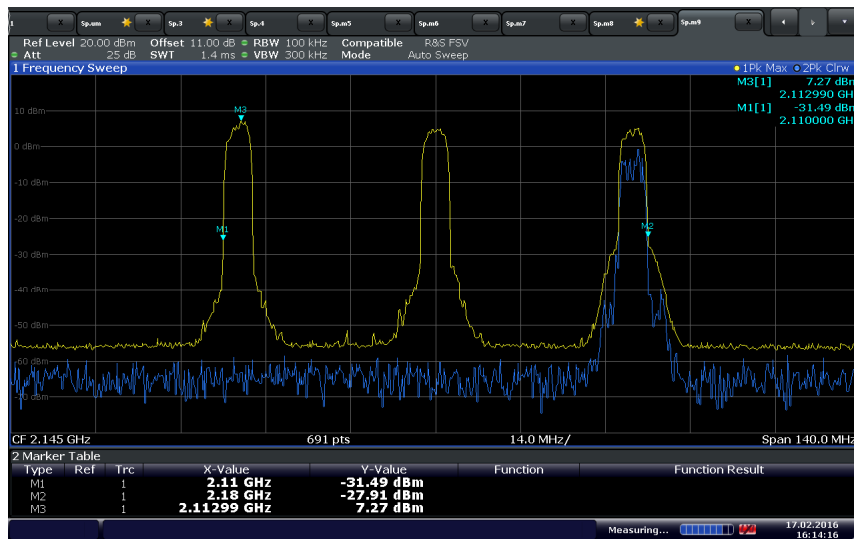 1 x Sp.um x Sp.3 x Sp.4 x Sp.m5 x Sp.m6 x Sp.m7 x Sp.m8 x Sp.m9 x
Ref Level 20.00 dBm Offset 11.00 dB RBW 100 kHz Compatible R&S FSV
Att 25 dB SWT 1.4 ms VBW 300 kHz Mode Auto Sweep
1 Frequency Sweep 1Pk Max 2Pk Clrw
M3[1] 7.27 dBm
2.112990 GH
M1[1] -31.49 dBm
2.110000 GH
10 dBm
M3
0 dBm
-10 dBm
-20 dBm
M1
M2
-30 dBm
-40 dBm
-50 dBm
-60 dBm
-70 dBm
CF 2.145 GHz 691 pts 14.0 MHz/ Span 140.0 MHz
2 Marker Table
Type Ref Trc X-Value Y-Value Function Function Result
M1 1 2.11 GHz -31.49 dBm
M2 1 2.18 GHz -27.91 dBm
M3 1 2.11299 GHz 7.27 dBm
Measuring... 17.02.2016
16:14:16